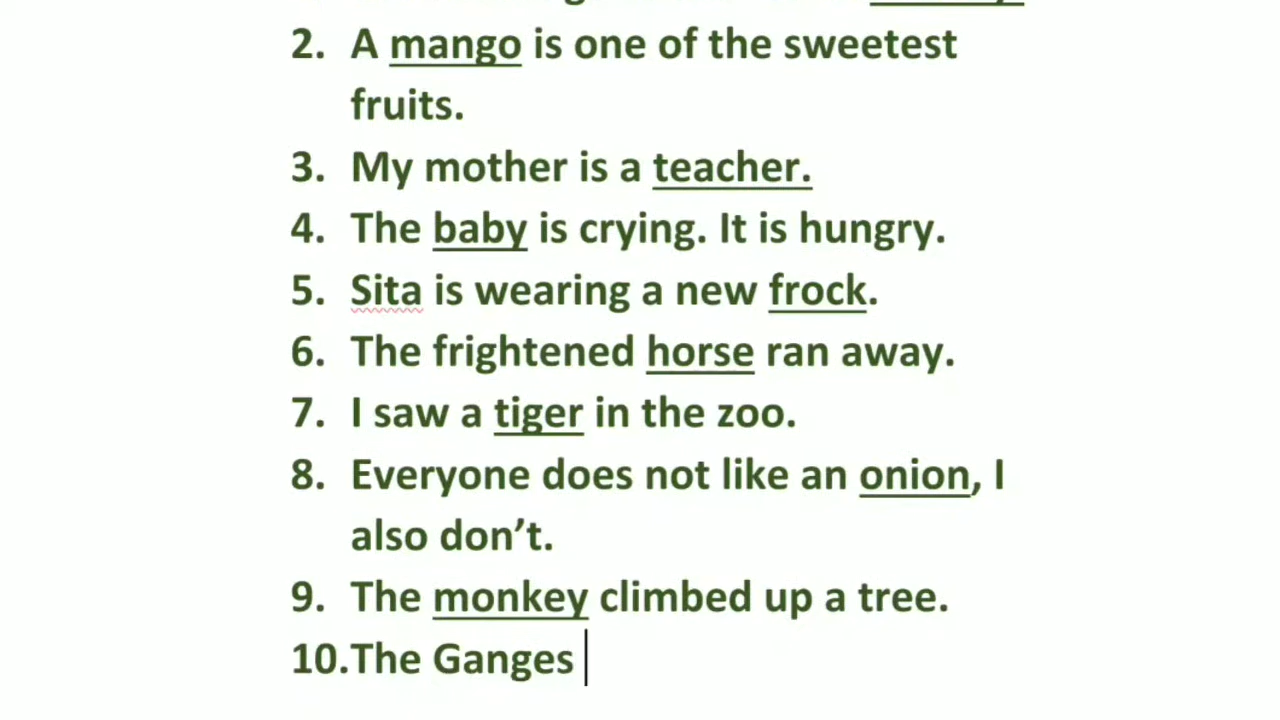 2. A mango is one of the sweetest
fruits.
3. My mother is a teacher.
4. The baby is crying. It is hungry.
5. Sita is wearing a new frock.
6. The frightened horse ran away.
7. I saw a tiger in the zoo.
8. Everyone does not like an onion, I
also don’t.
9. The monkey climbed up a tree.
10.The Ganges